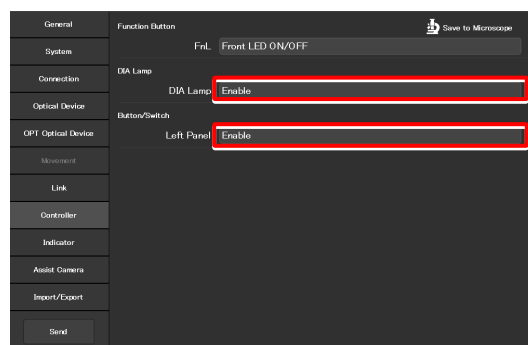 General
System
Connection
Optical Device
OPT Optical Device
Movement
Link
Controller
Indicator
Assist Camera
Import/Export
Send
Function Button
Save to Microscope
FnL Front LED ON/OFF
DIA Lamp
DIA Lamp Enable
Button/Switch
Left Panel Enable